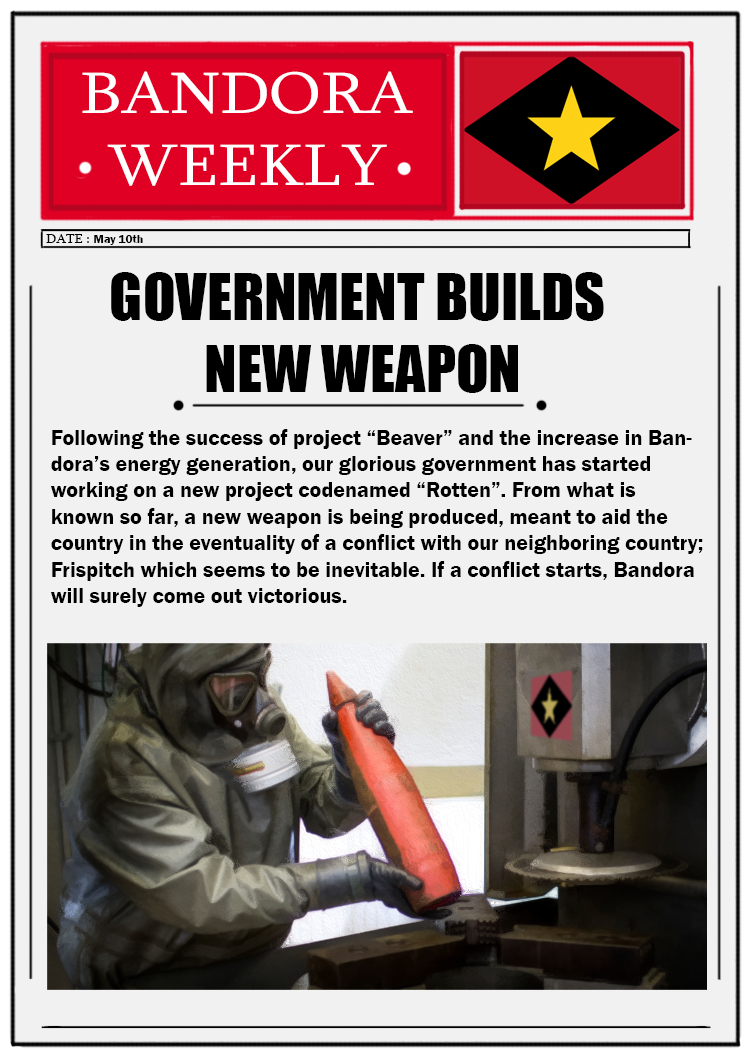 BANDORA
• WEEKLY •
DATE : May 10th
GOVERNMENT BUILDS
NEW WEAPON
Following the success of project “Beaver” and the increase in Ban-
dora’s energy generation, our glorious government has started
working on a new project codenamed “Rotten”. From what is
known so far, a new weapon is being produced, meant to aid the
country in the eventuality of a conflict with our neighboring country;
Frispitch which seems to be inevitable. If a conflict starts, Bandora
will surely come out victorious.